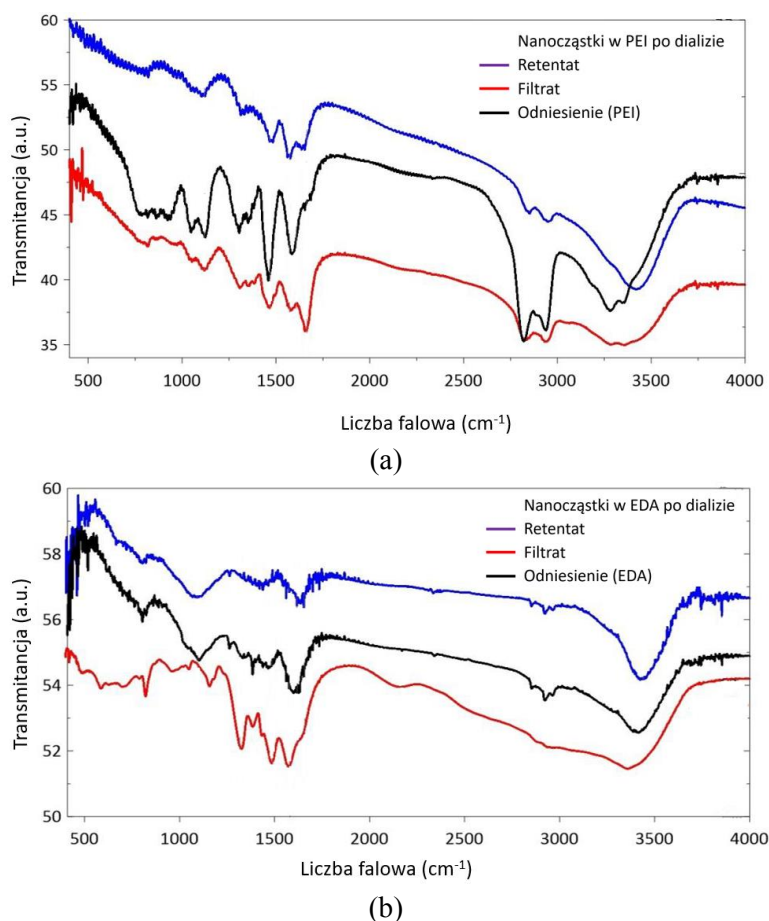 60
55
50
45
40
35
Transmitancja (a.u.)
Nanocząstki w PEI po dializie
Retentat
Filtrat
Odniesienie (PEI)
500 1000 1500 2000 2500 3000 3500 4000
Liczba falowa (cm-1)
(a)
60
58
56
54
52
50
Transmitancja (a.u.)
Nanocząstki w EDA po dializie
Retentat
Filtrat
Odniesienie (EDA)
500 1000 1500 2000 2500 3000 3500 4000
Liczba falowa (cm-1)
(b)